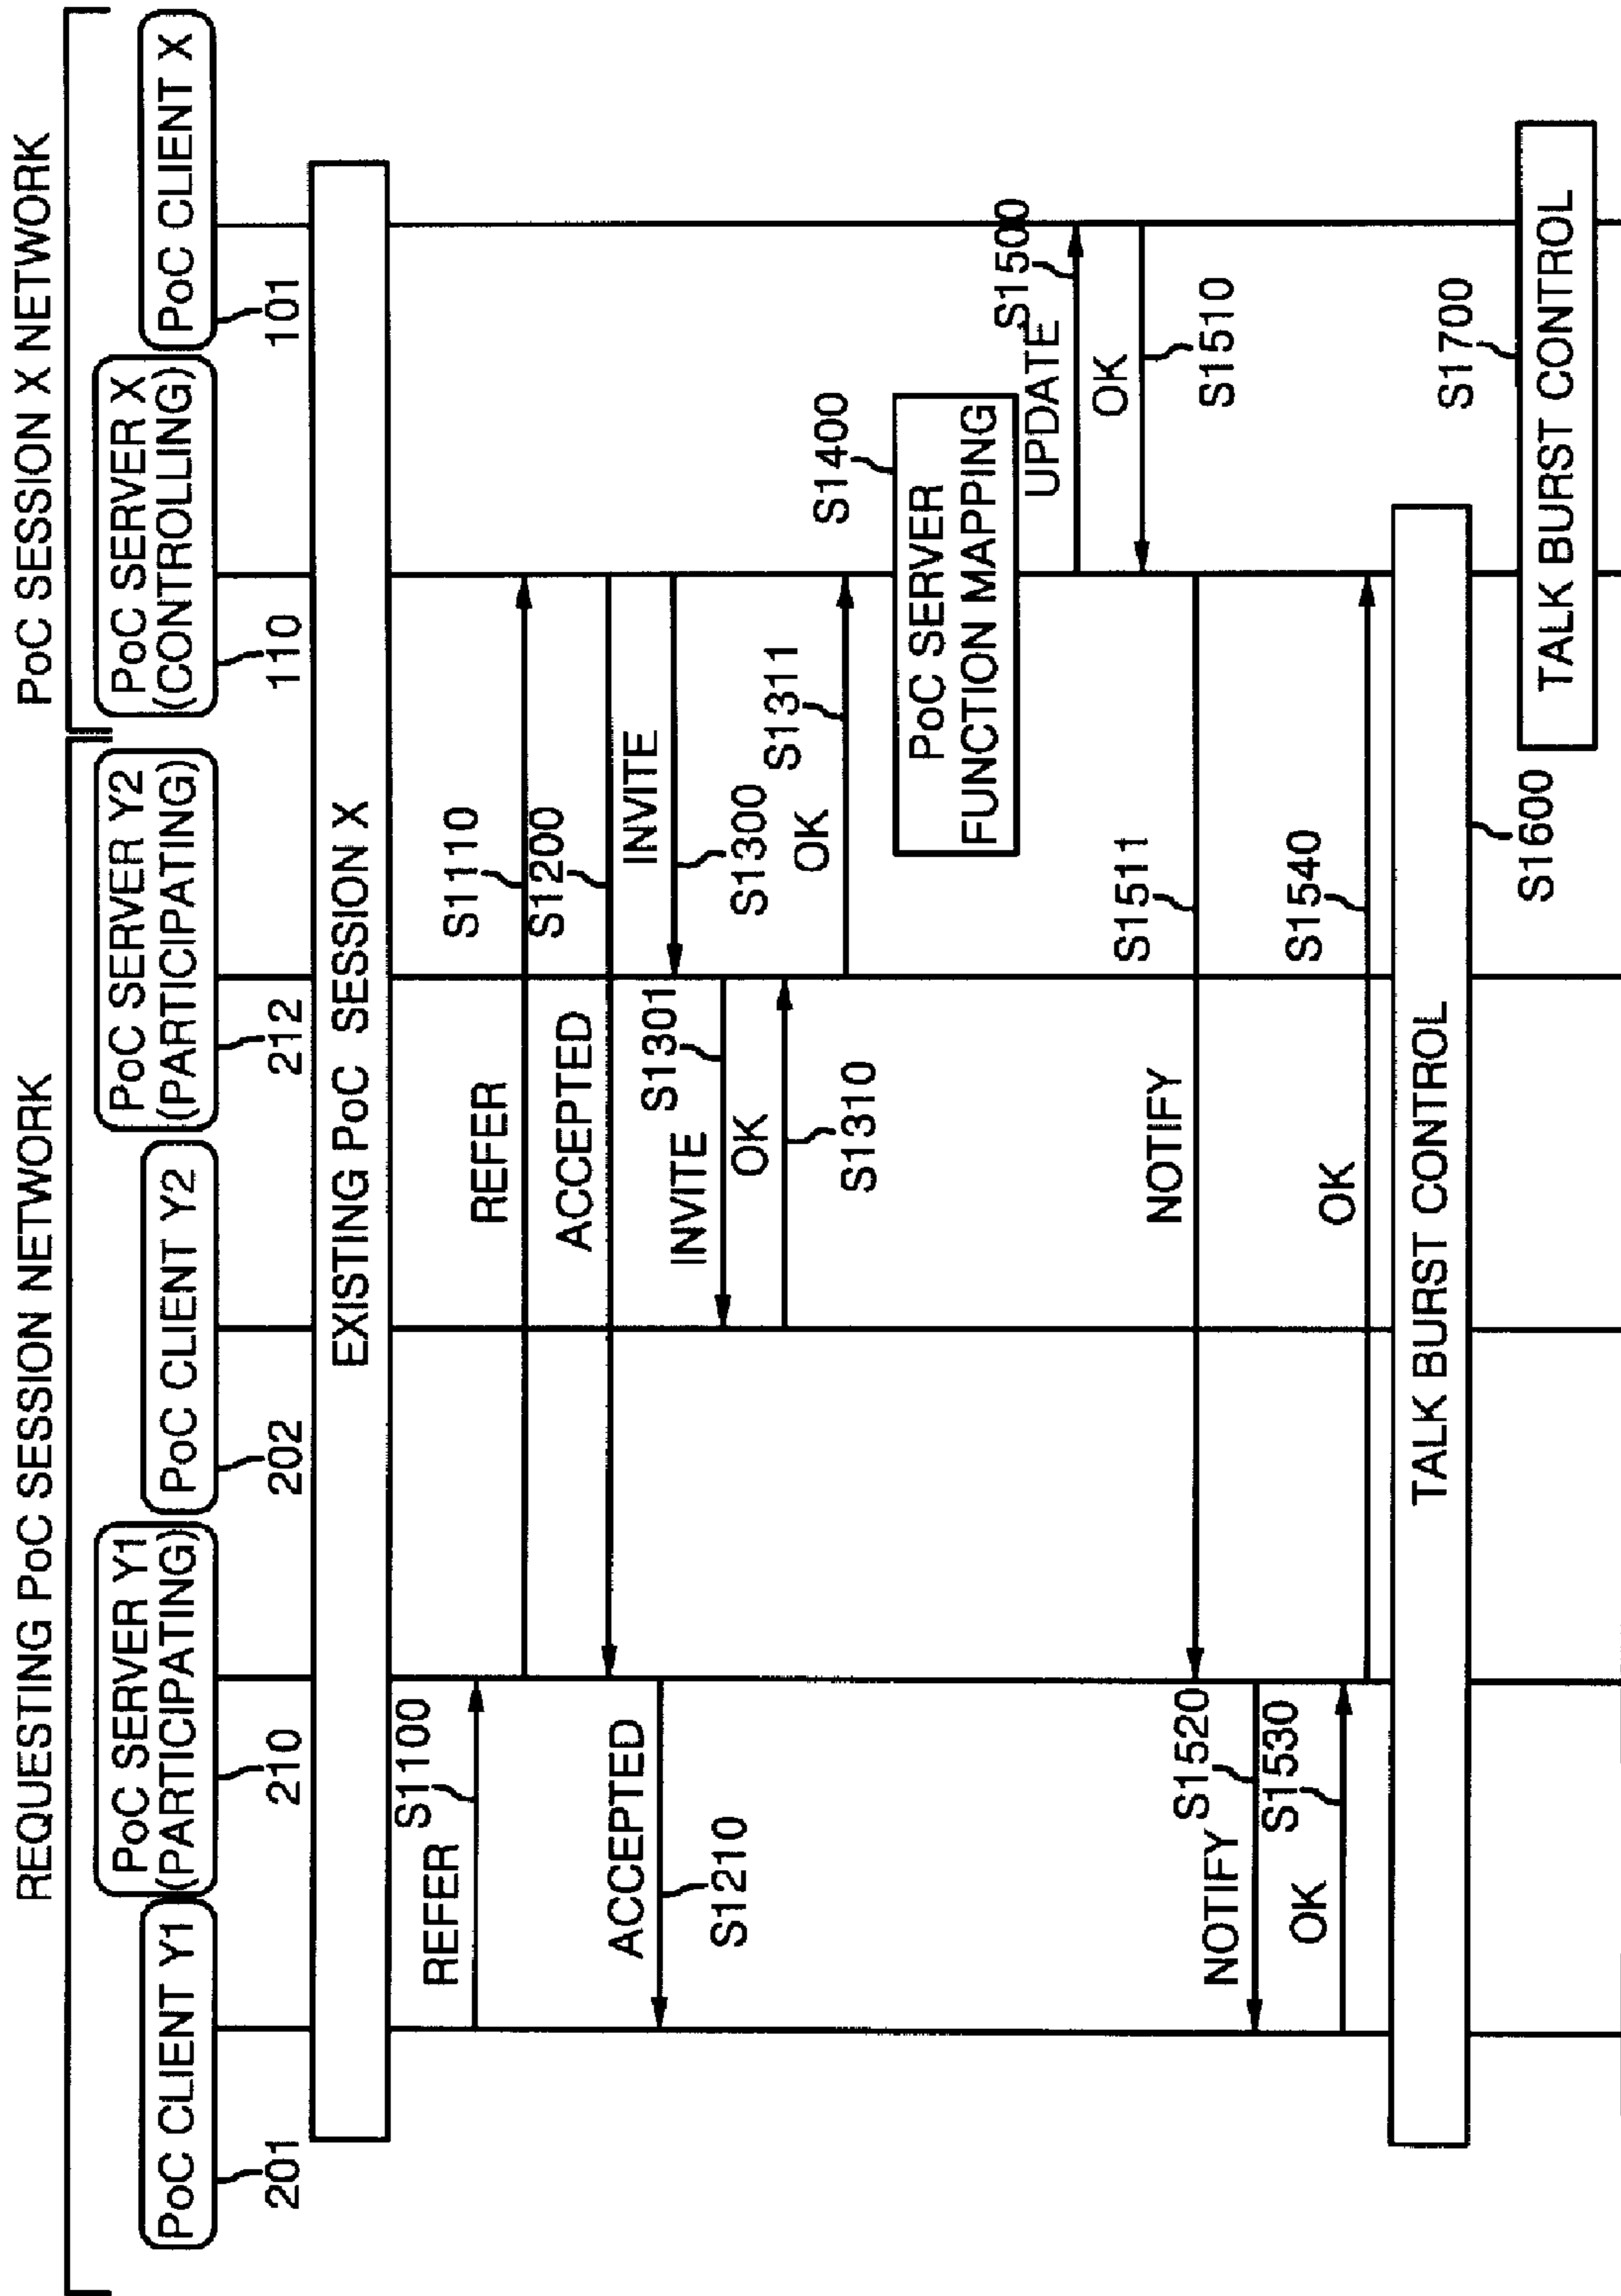 REQUESTING PoC SESSION NETWORK
PoC SESSION X NETWORK
PoC CLIENT Y1
PoC SERVER Y1
(PARTICIPATING)
PoC CLIENT Y2
PoC SERVER Y2
(PARTICIPATING)
PoC SERVER X
(CONTROLLING)
PoC CLIENT X
201
210
202
212
110
101
EXISTING PoC SESSION X
REFER
S1100
REFER
S1110
ACCEPTED
S1200
ACCEPTED
S1210
INVITE
S1300
INVITE
S1301
OK
S1310
OK
S1311
S1400
PoC SERVER
FUNCTION MAPPING
UPDATE
S1500
OK
S1510
NOTIFY
S1511
NOTIFY
S1520
OK
S1530
OK
S1540
TALK BURST CONTROL
S1600
S1700
TALK BURST CONTROL